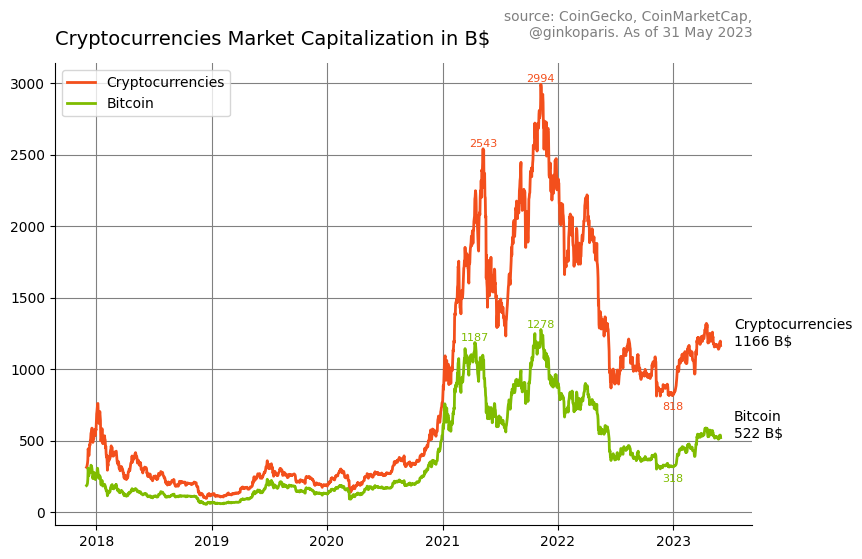 source: CoinGecko, CoinMarketCap,
@ginkoparis. As of 31 May 2023
Cryptocurrencies Market Capitalization in B$
Cryptocurrencies
Bitcoin
3000
2500
2000
1500
1000
500
0
2994
2543
1278
1187
818
318
Cryptocurrencies
1166 B$
Bitcoin
522 B$
2018
2019
2020
2021
2022
2023